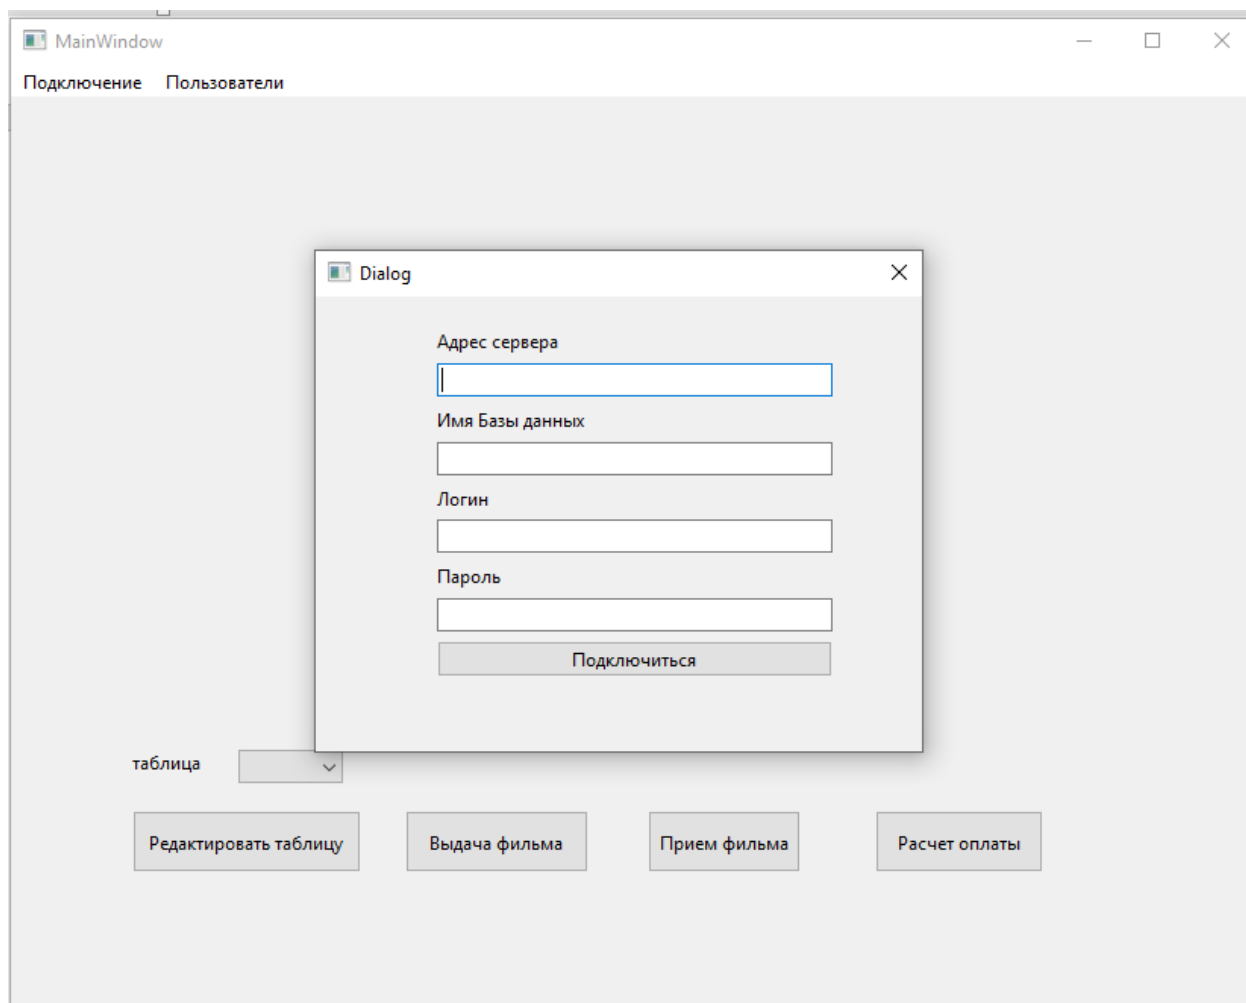 MainWindow
Подключение Пользователи
Dialog
Адрес сервера
Имя Базы данных
Логин
Пароль
Подключиться
таблица
Редактировать таблицу Выдача фильма Прием фильма Расчет оплаты